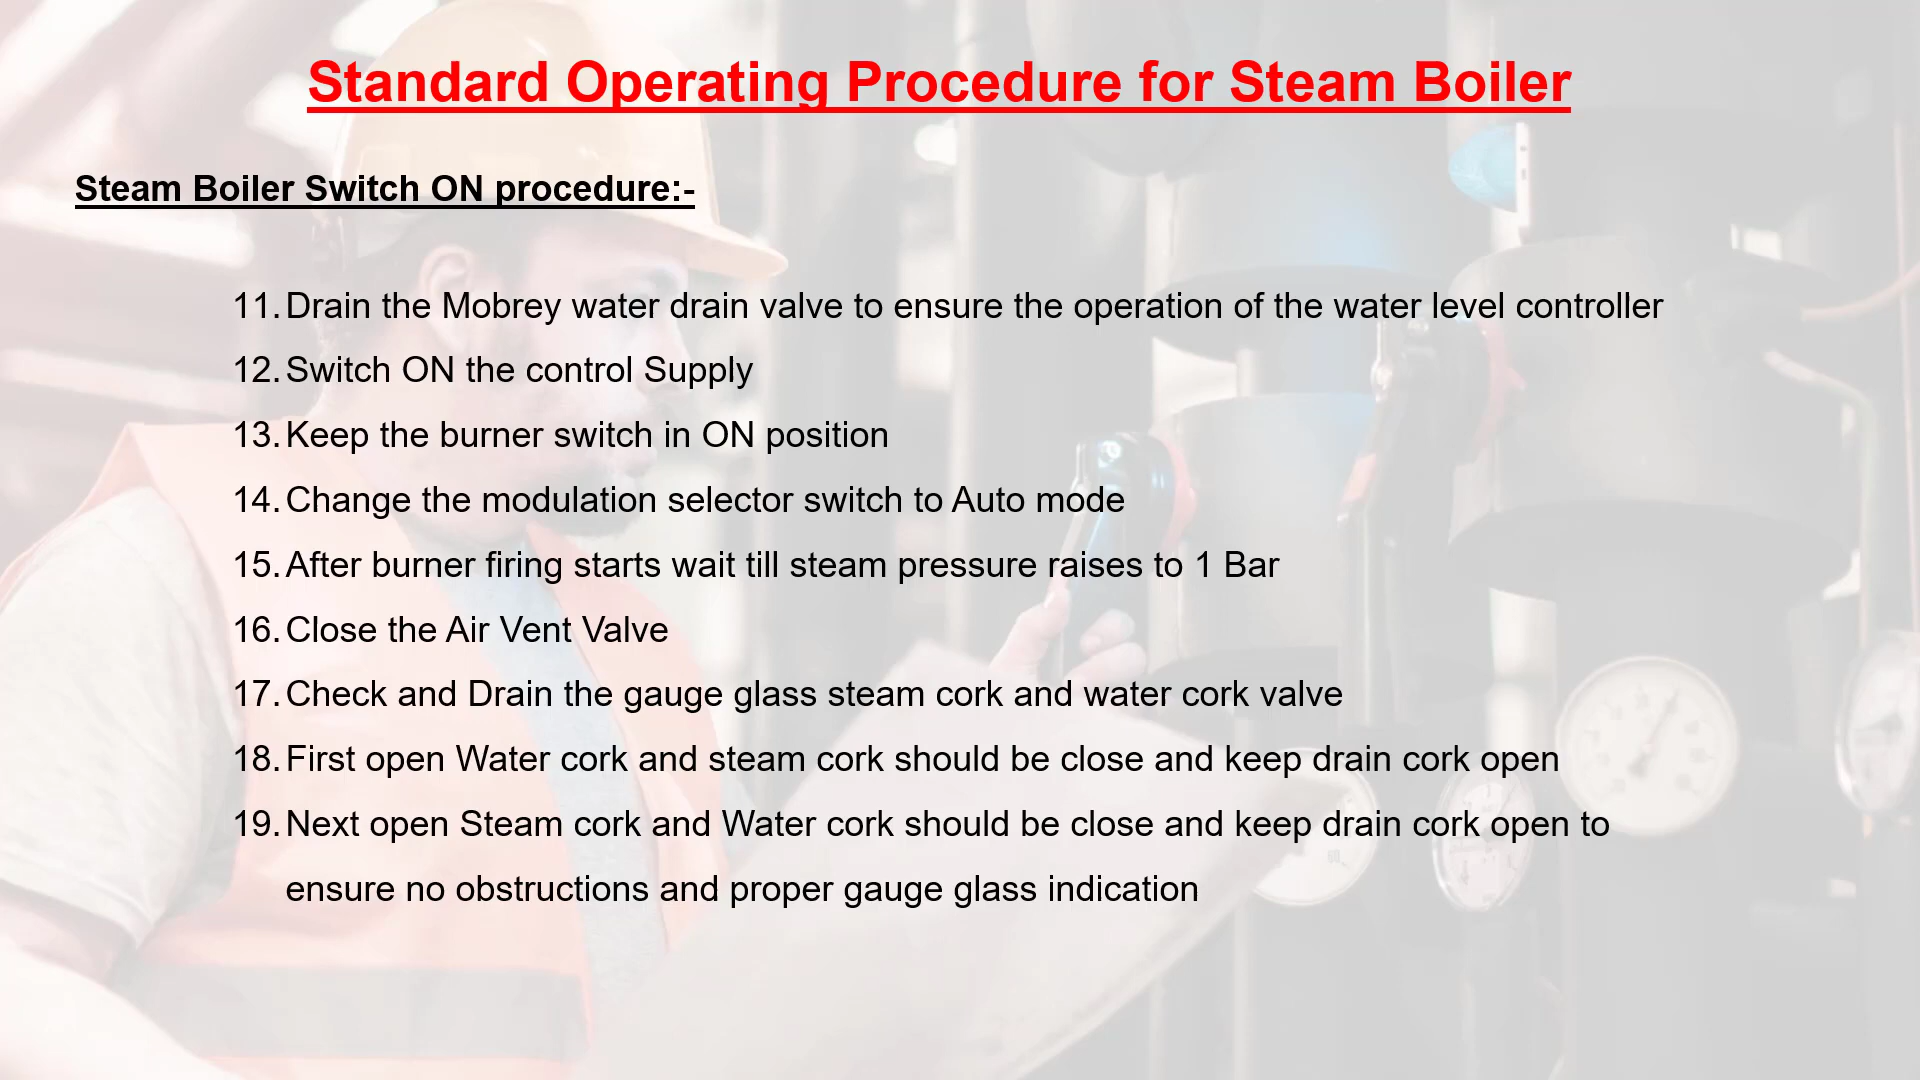 Standard Operating Procedure for Steam Boiler
Steam Boiler Switch ON procedure:-
11. Drain the Mobrey water drain valve to ensure the operation of the water level controller
12. Switch ON the control Supply
13. Keep the burner switch in ON position
14. Change the modulation selector switch to Auto mode
15. After burner firing starts wait till steam pressure raises to 1 Bar
16. Close the Air Vent Valve
17. Check and Drain the gauge glass steam cork and water cork valve
18. First open Water cork and steam cork should be close and keep drain cork open
19. Next open Steam cork and Water cork should be close and keep drain cork open to
ensure no obstructions and proper gauge glass indication